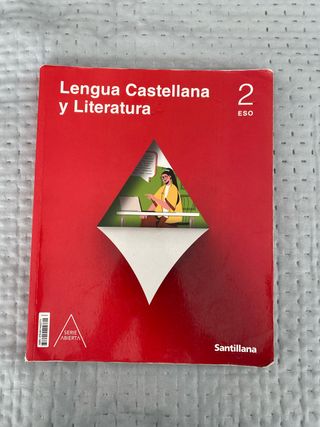 Lengua Castellana
y Literatura
2
ESO
SERIE
ABIERTA
Santillana